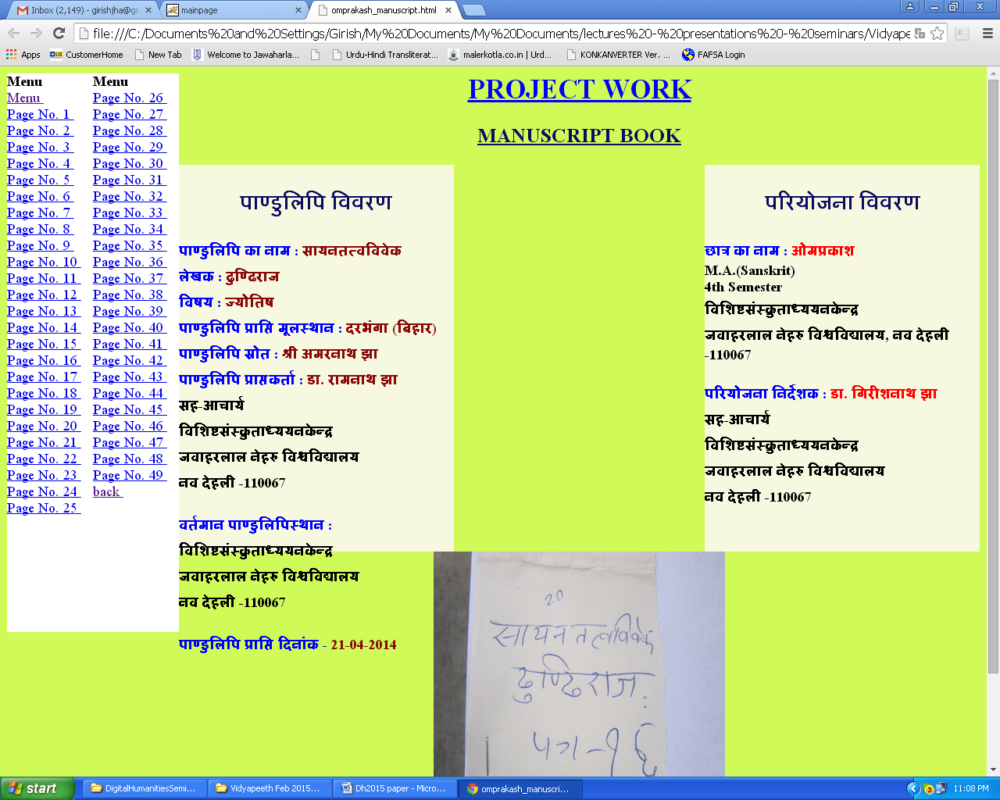 Inbox (2,149) - girishjha@gm
mainpage
omprakash_manuscript.html
file:///C:/Documents%20and%20Settings/Girish/My%20Documents/My%20Documents/lectures%20-%20presentations%20-%20seminars/Vidyape
Apps
CustomerHome
New Tab
Welcome to Jawaharla...
Urdu-Hindi Transliterat...
malerkotla.co.in | Urd...
KONKANVERTER Ver. ...
FAFSA Login
Menu
Menu
Page No. 1
Page No. 2
Page No. 3
Page No. 4
Page No. 5
Page No. 6
Page No. 7
Page No. 8
Page No. 9
Page No. 10
Page No. 11
Page No. 12
Page No. 13
Page No. 14
Page No. 15
Page No. 16
Page No. 17
Page No. 18
Page No. 19
Page No. 20
Page No. 21
Page No. 22
Page No. 23
Page No. 24
Page No. 25
Menu
Page No. 26
Page No. 27
Page No. 28
Page No. 29
Page No. 30
Page No. 31
Page No. 32
Page No. 33
Page No. 34
Page No. 35
Page No. 36
Page No. 37
Page No. 38
Page No. 39
Page No. 40
Page No. 41
Page No. 42
Page No. 43
Page No. 44
Page No. 45
Page No. 46
Page No. 47
Page No. 48
Page No. 49
back
PROJECT WORK
MANUSCRIPT BOOK
पाण्डुलिपि विवरण
पाण्डुलिपि का नाम : सायनतत्वविवेक
लेखक : ढुण्ढिराज
विषय : ज्योतिष
पाण्डुलिपि प्राप्ति मूलस्थान : दरभंगा (बिहार)
पाण्डुलिपि स्रोत : श्री अमरनाथ झा
पाण्डुलिपि प्राप्तकर्ता : डा. रामनाथ झा
सह-आचार्य
विशिष्टसंस्कृताध्ययनकेन्द्र
जवाहरलाल नेहरु विश्वविद्यालय
नव देहली -110067
वर्तमान पाण्डुलिपिस्थान :
विशिष्टसंस्कृताध्ययनकेन्द्र
जवाहरलाल नेहरु विश्वविद्यालय
नव देहली -110067
पाण्डुलिपि प्राप्ति दिनांक - 21-04-2014
परियोजना विवरण
छात्र का नाम : ओमप्रकाश
M.A.(Sanskrit)
4th Semester
विशिष्टसंस्कृताध्ययनकेन्द्र
जवाहरलाल नेहरु विश्वविद्यालय, नव देहली
-110067
परियोजना निर्देशक : डा. गिरीशनाथ झा
सह-आचार्य
विशिष्टसंस्कृताध्ययनकेन्द्र
जवाहरलाल नेहरु विश्वविद्यालय
नव देहली -110067
20
सायनतत्वविवेक
ढुण्ढिराज:
पत्र - १६
start
DigitalHumanitiesSemi...
Vidyapeeth Feb 2015...
Dh2015 paper - Micro...
omprakash_manuscri...
11:08 PM